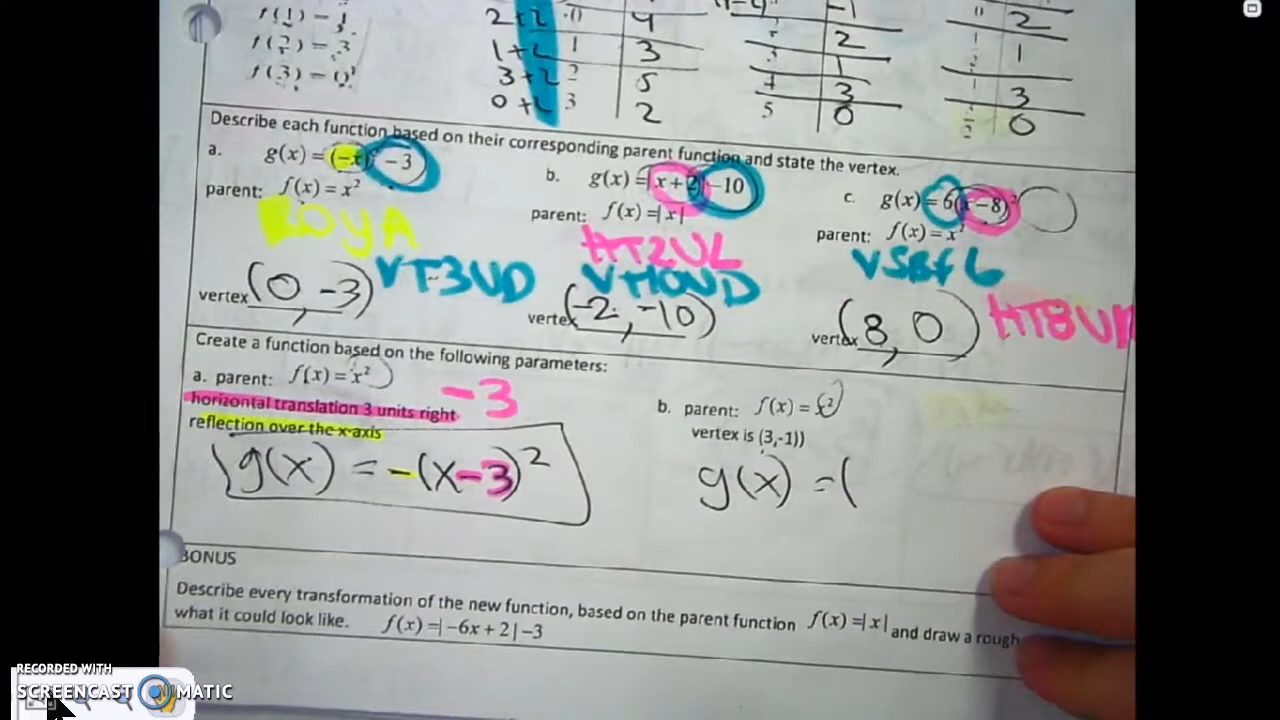 f(1) = 1/3
f(2) = 3
f(3) = 0
2 + 2 0 4
1 + 2 1 3
3 + 2 2 5
0 + 2 3 2
-1
2
1
3
5 0
0 2
1
3
0
Describe each function based on their corresponding parent function and state the vertex.
a. g(x) = (-x)² - 3
parent: f(x) = x²
ROYA
VT3UD
vertex (0, -3)
b. g(x) = |x + 2| - 10
parent: f(x) = |x|
HT2UL
VT10UD
vertex (-2, -10)
c. g(x) = 6(x - 8)²
parent: f(x) = x²
VSBF6
HT8UR
vertex (8, 0)
Create a function based on the following parameters:
a. parent: f(x) = x²
-3
horizontal translation 3 units right
reflection over the x-axis
g(x) = -(x-3)²
b. parent: f(x) = x²
vertex is (3,-1))
g(x) = (
BONUS
Describe every transformation of the new function, based on the parent function f(x) = |x| and draw a rough
what it could look like. f(x) = | -6x + 2 | - 3
RECORDED WITH
SCREENCAST MATIC